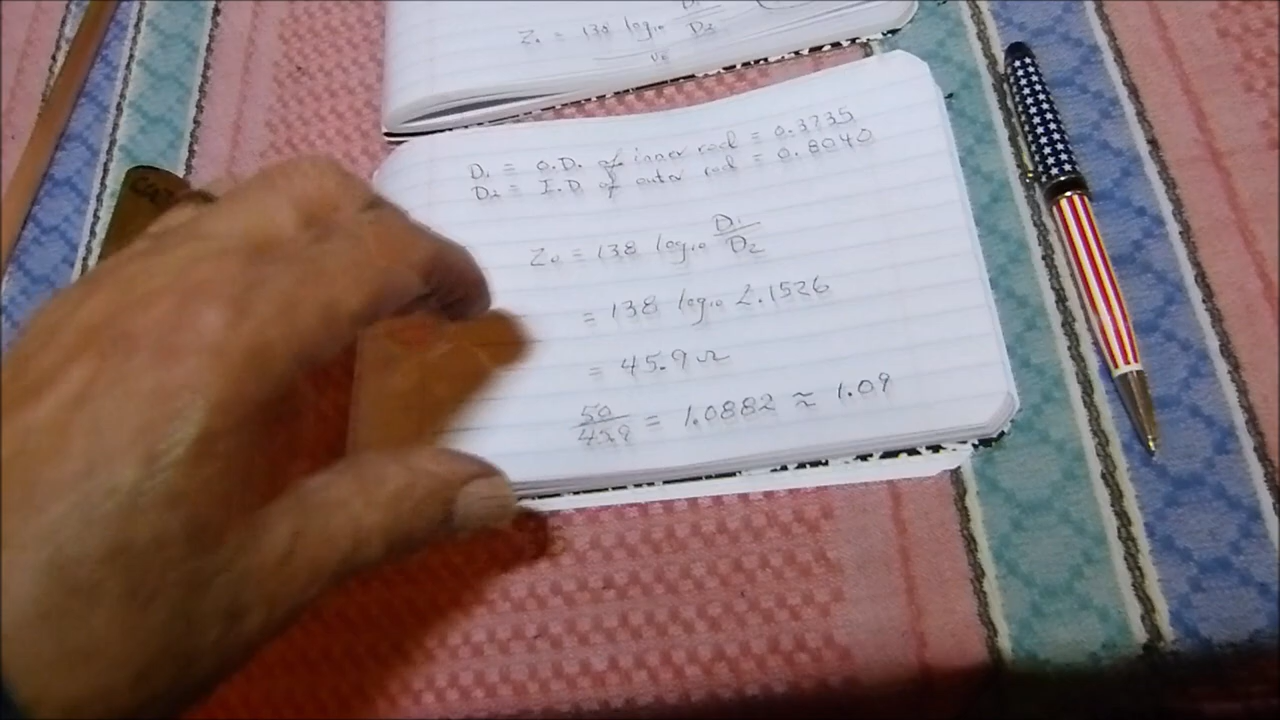 Z₀ = 138 log₁₀ D₁/D₂
D₁ = O.D. of inner rod = 0.3735
D₂ = I.D of outer rod = 0.8040
Z₀ = 138 log₁₀ D₁/D₂
= 138 log₁₀ 2.1526
= 45.9 Ω
50/45.9 = 1.0882 ≈ 1.09